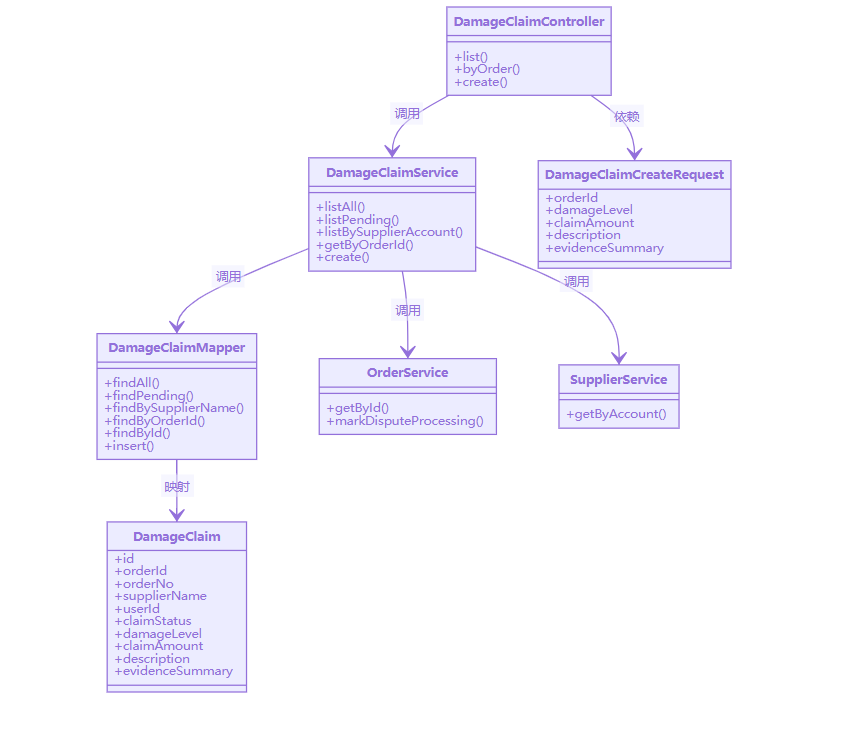 DamageClaimController
+list()
+byOrder()
+create()
调用
依赖
DamageClaimService
+listAll()
+listPending()
+listBySupplierAccount()
+getByOrderId()
+create()
DamageClaimCreateRequest
+orderId
+damageLevel
+claimAmount
+description
+evidenceSummary
调用
调用
调用
DamageClaimMapper
+findAll()
+findPending()
+findBySupplierName()
+findByOrderId()
+findById()
+insert()
OrderService
+getById()
+markDisputeProcessing()
SupplierService
+getByAccount()
映射
DamageClaim
+id
+orderId
+orderNo
+supplierName
+userId
+claimStatus
+damageLevel
+claimAmount
+description
+evidenceSummary